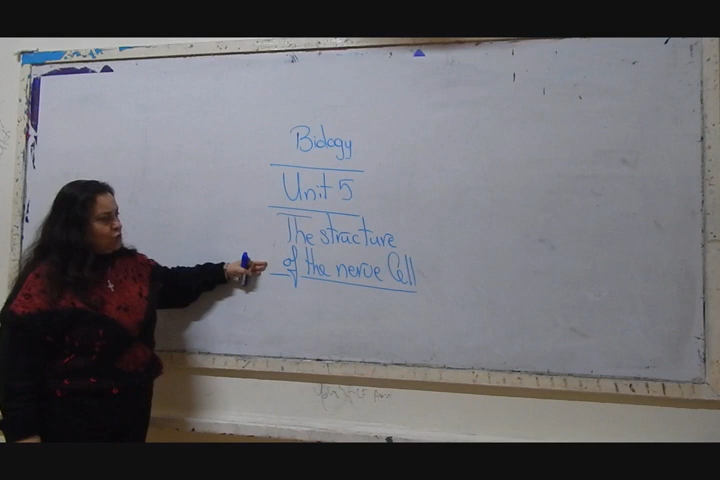 Biology
Unit 5
The stracture
of the nerve Cell